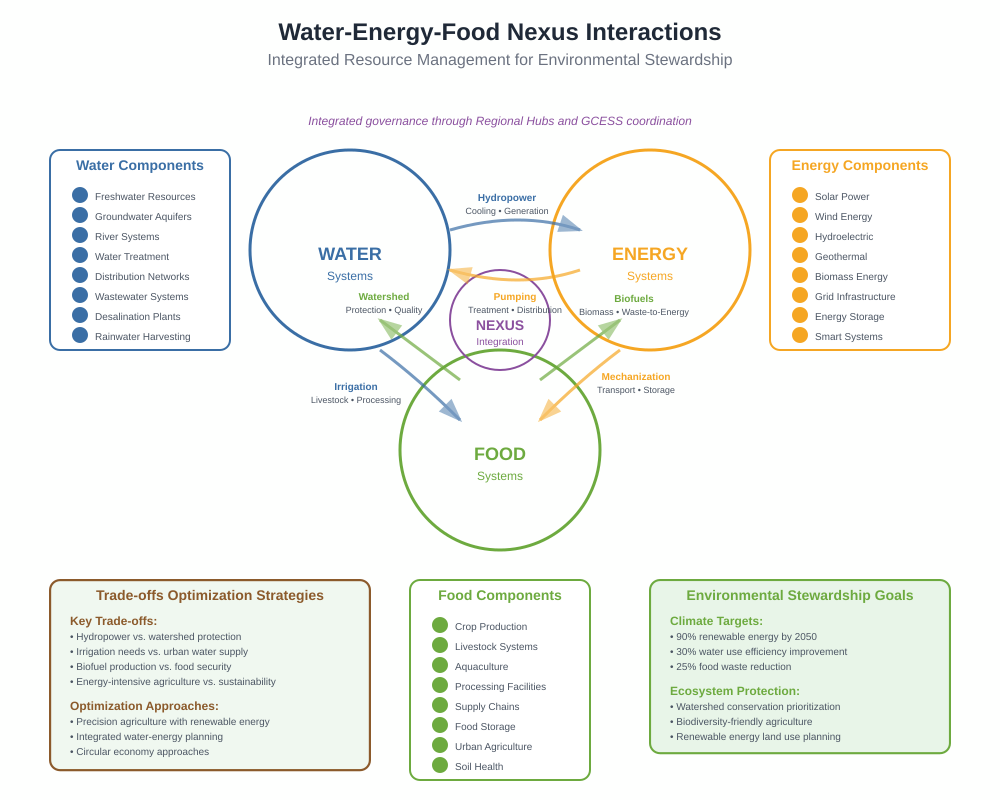 Water-Energy-Food Nexus Interactions
Integrated Resource Management for Environmental Stewardship
Integrated governance through Regional Hubs and GCESS coordination
Water Components
Freshwater Resources
Groundwater Aquifers
River Systems
Water Treatment
Distribution Networks
Wastewater Systems
Desalination Plants
Rainwater Harvesting
WATER
Systems
Hydropower
Cooling • Generation
ENERGY
Systems
Energy Components
Solar Power
Wind Energy
Hydroelectric
Geothermal
Biomass Energy
Grid Infrastructure
Energy Storage
Smart Systems
Watershed
Protection • Quality
Pumping
Treatment • Distribution
Biofuels
Biomass • Waste-to-Energy
NEXUS
Integration
Irrigation
Livestock • Processing
Mechanization
Transport • Storage
FOOD
Systems
Trade-offs Optimization Strategies
Key Trade-offs:
• Hydropower vs. watershed protection
• Irrigation needs vs. urban water supply
• Biofuel production vs. food security
• Energy-intensive agriculture vs. sustainability
Optimization Approaches:
• Precision agriculture with renewable energy
• Integrated water-energy planning
• Circular economy approaches
Food Components
Crop Production
Livestock Systems
Aquaculture
Processing Facilities
Supply Chains
Food Storage
Urban Agriculture
Soil Health
Environmental Stewardship Goals
Climate Targets:
• 90% renewable energy by 2050
• 30% water use efficiency improvement
• 25% food waste reduction
Ecosystem Protection:
• Watershed conservation prioritization
• Biodiversity-friendly agriculture
• Renewable energy land use planning